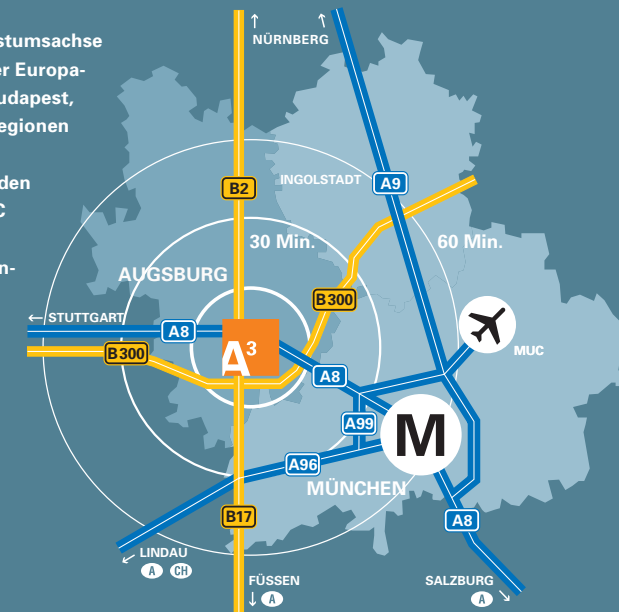 stumsachse
er Europa-
udapest,
egionen
den
C
n-
↑ ↑
NÜRNBERG
B2
INGOLSTADT
A9
30 Min.
60 Min.
AUGSBURG
B300
← STUTTGART
A8
B300
A3
MUC
A8
A99
M
A96
MÜNCHEN
B17
A8
LINDAU
↙ A CH
FÜSSEN
↓ A
SALZBURG
A ↘